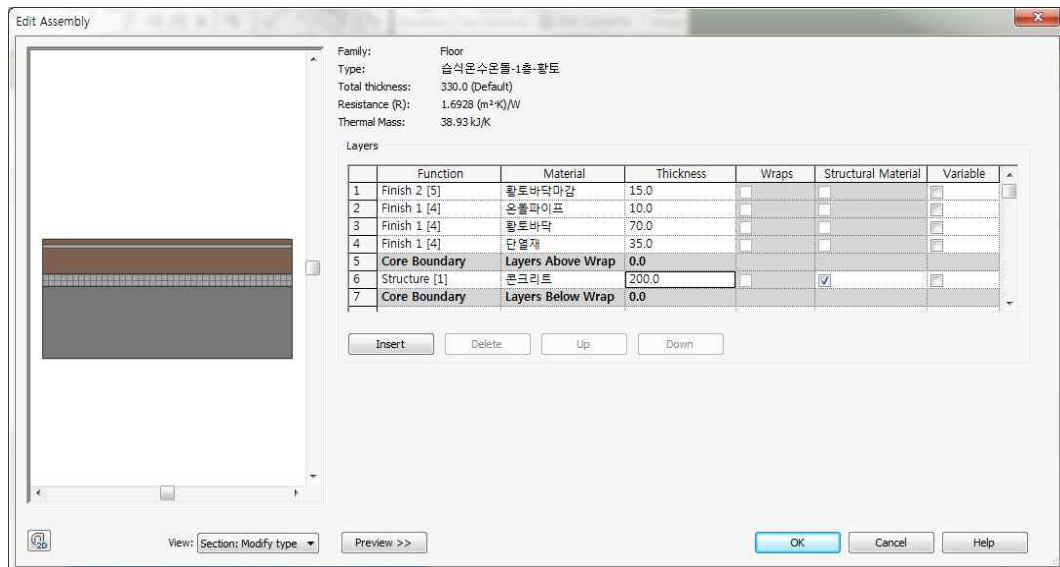 Edit Assembly
Family: Floor
Type: 습식온수온돌-1층-황토
Total thickness: 330.0 (Default)
Resistance (R): 1.6928 (m²·K)/W
Thermal Mass: 38.93 kJ/K
Layers
Function Material Thickness Wraps Structural Material Variable
1 Finish 2 [5] 황토바닥마감 15.0
2 Finish 1 [4] 온돌파이프 10.0
3 Finish 1 [4] 황토바닥 70.0
4 Finish 1 [4] 단열재 35.0
5 Core Boundary Layers Above Wrap 0.0
6 Structure [1] 콘크리트 200.0
7 Core Boundary Layers Below Wrap 0.0
Insert Delete Up Down
View: Section: Modify type Preview >> OK Cancel Help